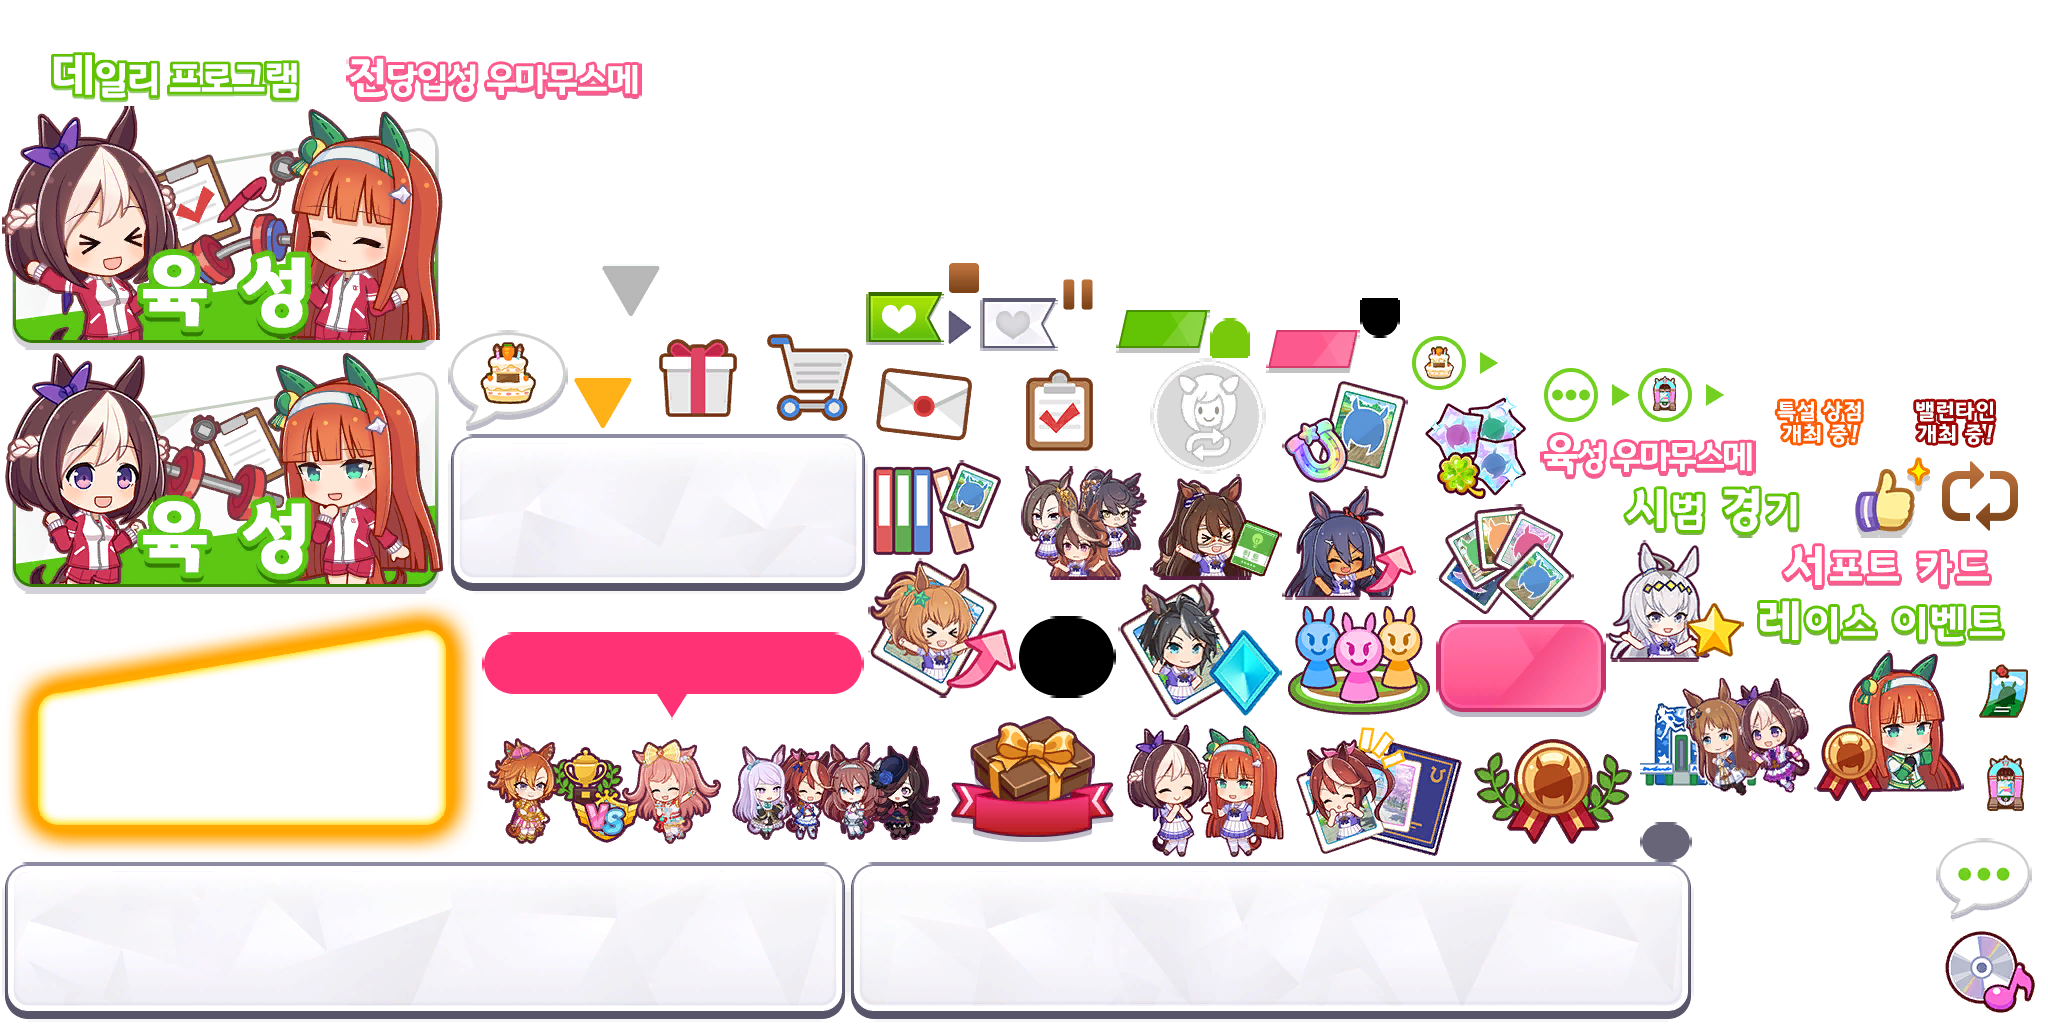 데일리 프로그램
전당입성 우마무스메
육성
육성
특설 상점
개최 중!
밸런타인
개최 중!
육성 우마무스메
시범 경기
서포트 카드
레이스 이벤트
VS